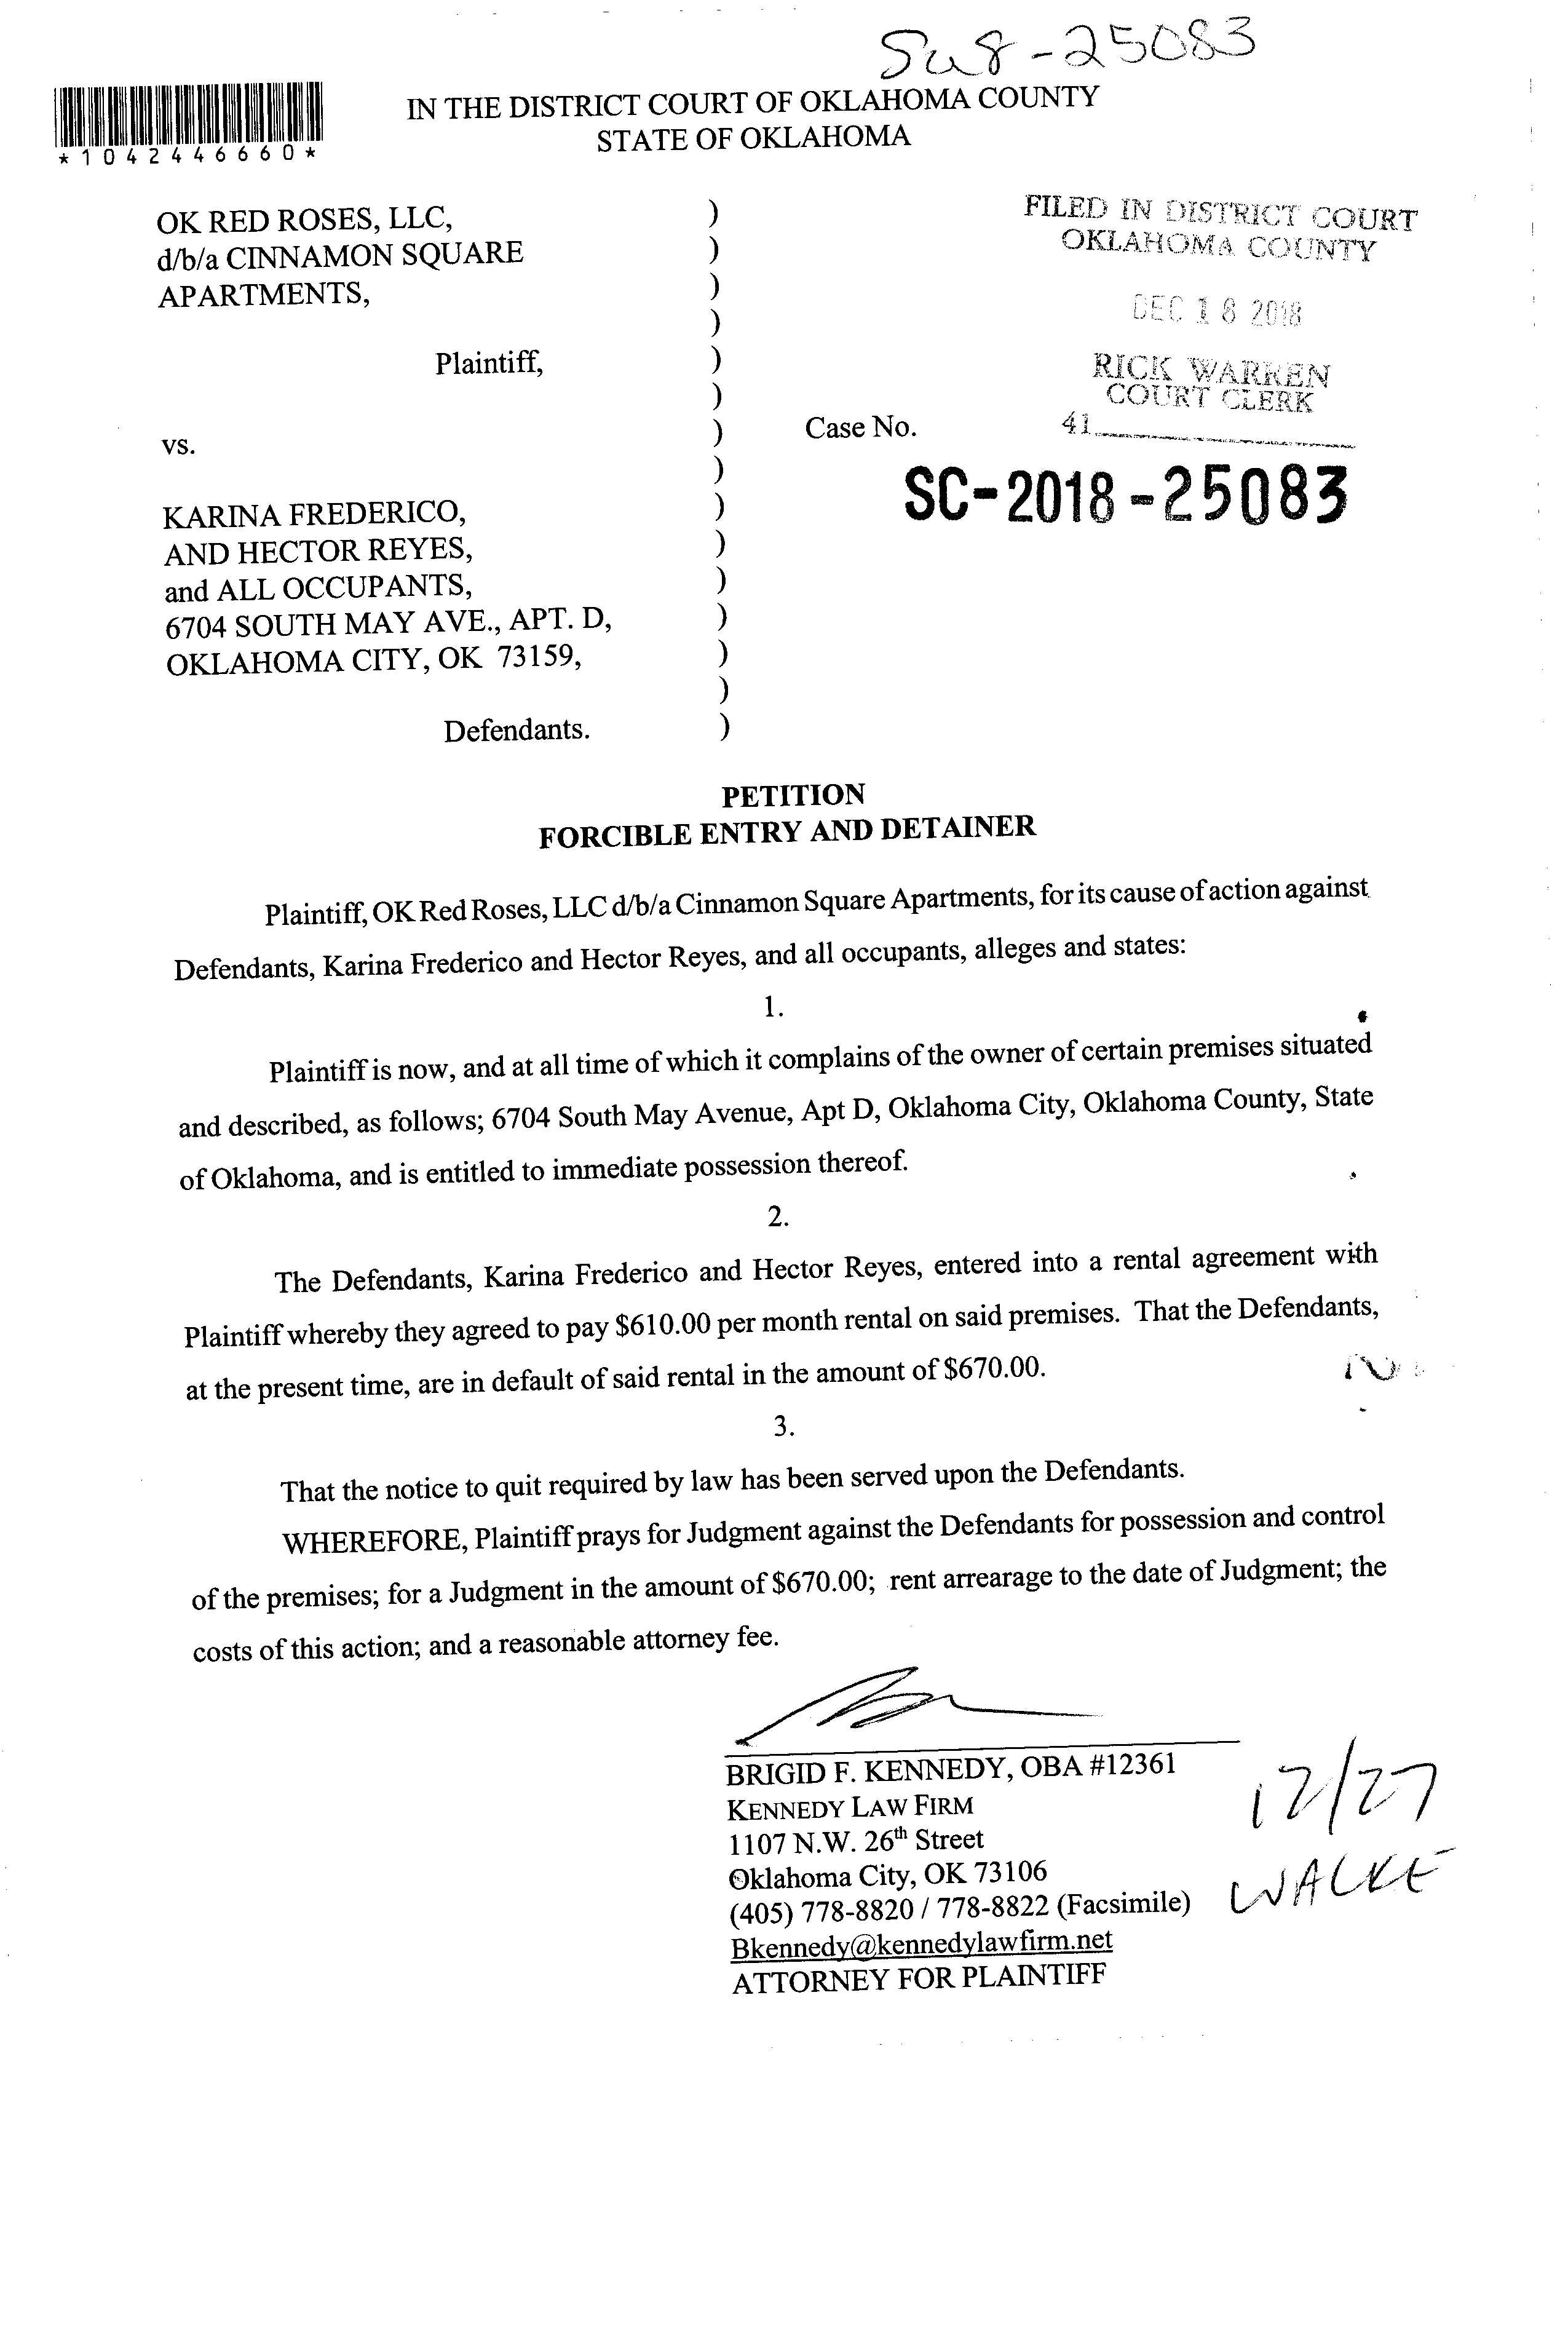 25083
IN THE DISTRICT COURT OF OKLAHOMA COUNTY
STATE OF OKLAHOMA
*1042446660*
OK RED ROSES, LLC, )
d/b/a CINNAMON SQUARE )
APARTMENTS, )
)
Plaintiff, )
)
vs. )
)
KARINA FREDERICO, )
AND HECTOR REYES, )
and ALL OCCUPANTS, )
6704 SOUTH MAY AVE., APT. D, )
OKLAHOMA CITY, OK 73159, )
)
Defendants. )
FILED IN DISTRICT COURT
OKLAHOMA COUNTY
DEC 18 2018
RICK WARREN
COURT CLERK
41
Case No.
SC-2018-25083
PETITION
FORCIBLE ENTRY AND DETAINER
Plaintiff, OK Red Roses, LLC d/b/a Cinnamon Square Apartments, for its cause of action against
Defendants, Karina Frederico and Hector Reyes, and all occupants, alleges and states:
1.
Plaintiff is now, and at all time of which it complains of the owner of certain premises situated
and described, as follows; 6704 South May Avenue, Apt D, Oklahoma City, Oklahoma County, State
of Oklahoma, and is entitled to immediate possession thereof.
2.
The Defendants, Karina Frederico and Hector Reyes, entered into a rental agreement with
Plaintiff whereby they agreed to pay $610.00 per month rental on said premises. That the Defendants,
at the present time, are in default of said rental in the amount of $670.00.
3.
That the notice to quit required by law has been served upon the Defendants.
WHEREFORE, Plaintiff prays for Judgment against the Defendants for possession and control
of the premises; for a Judgment in the amount of $670.00; rent arrearage to the date of Judgment; the
costs of this action; and a reasonable attorney fee.
BRIGID F. KENNEDY, OBA #12361
KENNEDY LAW FIRM
1107 N.W. 26th Street
Oklahoma City, OK 73106
(405) 778-8820 / 778-8822 (Facsimile)
Bkennedy@kennedylawfirm.net
ATTORNEY FOR PLAINTIFF
12/27
WALKE